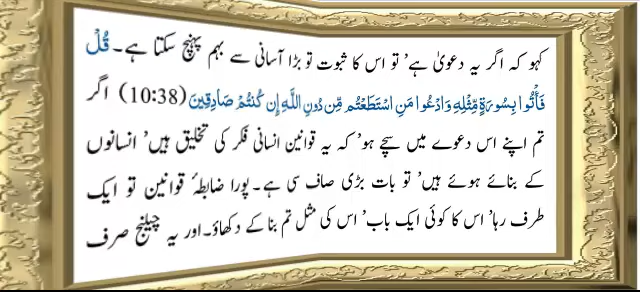 کہو کہ اگر یہ دعویٰ ہے’ تو اس کا ثبوت تو بڑا آسانی سے بہم پہنچ سکتا ہے۔ قُلْ
فَأْتُوا بِسُورَةٍ مِّثْلِهِ وَادْعُوا مَنِ اسْتَطَعْتُم مِّن دُونِ اللَّهِ إِن كُنتُمْ صَادِقِينَ (10:38) اگر
تم اپنے اس دعوے میں سچے ہو’ کہ یہ قوانین انسانی فکر کی تخلیق ہیں’ انسانوں
کے بنائے ہوئے ہیں’ تو بات بڑی صاف سی ہے۔ پورا ضابطۂ قوانین تو ایک
طرف رہا’ اس کا کوئی ایک باب’ اس کی مثل تم بنا کے دکھاؤ۔ اور یہ چیلنج صرف